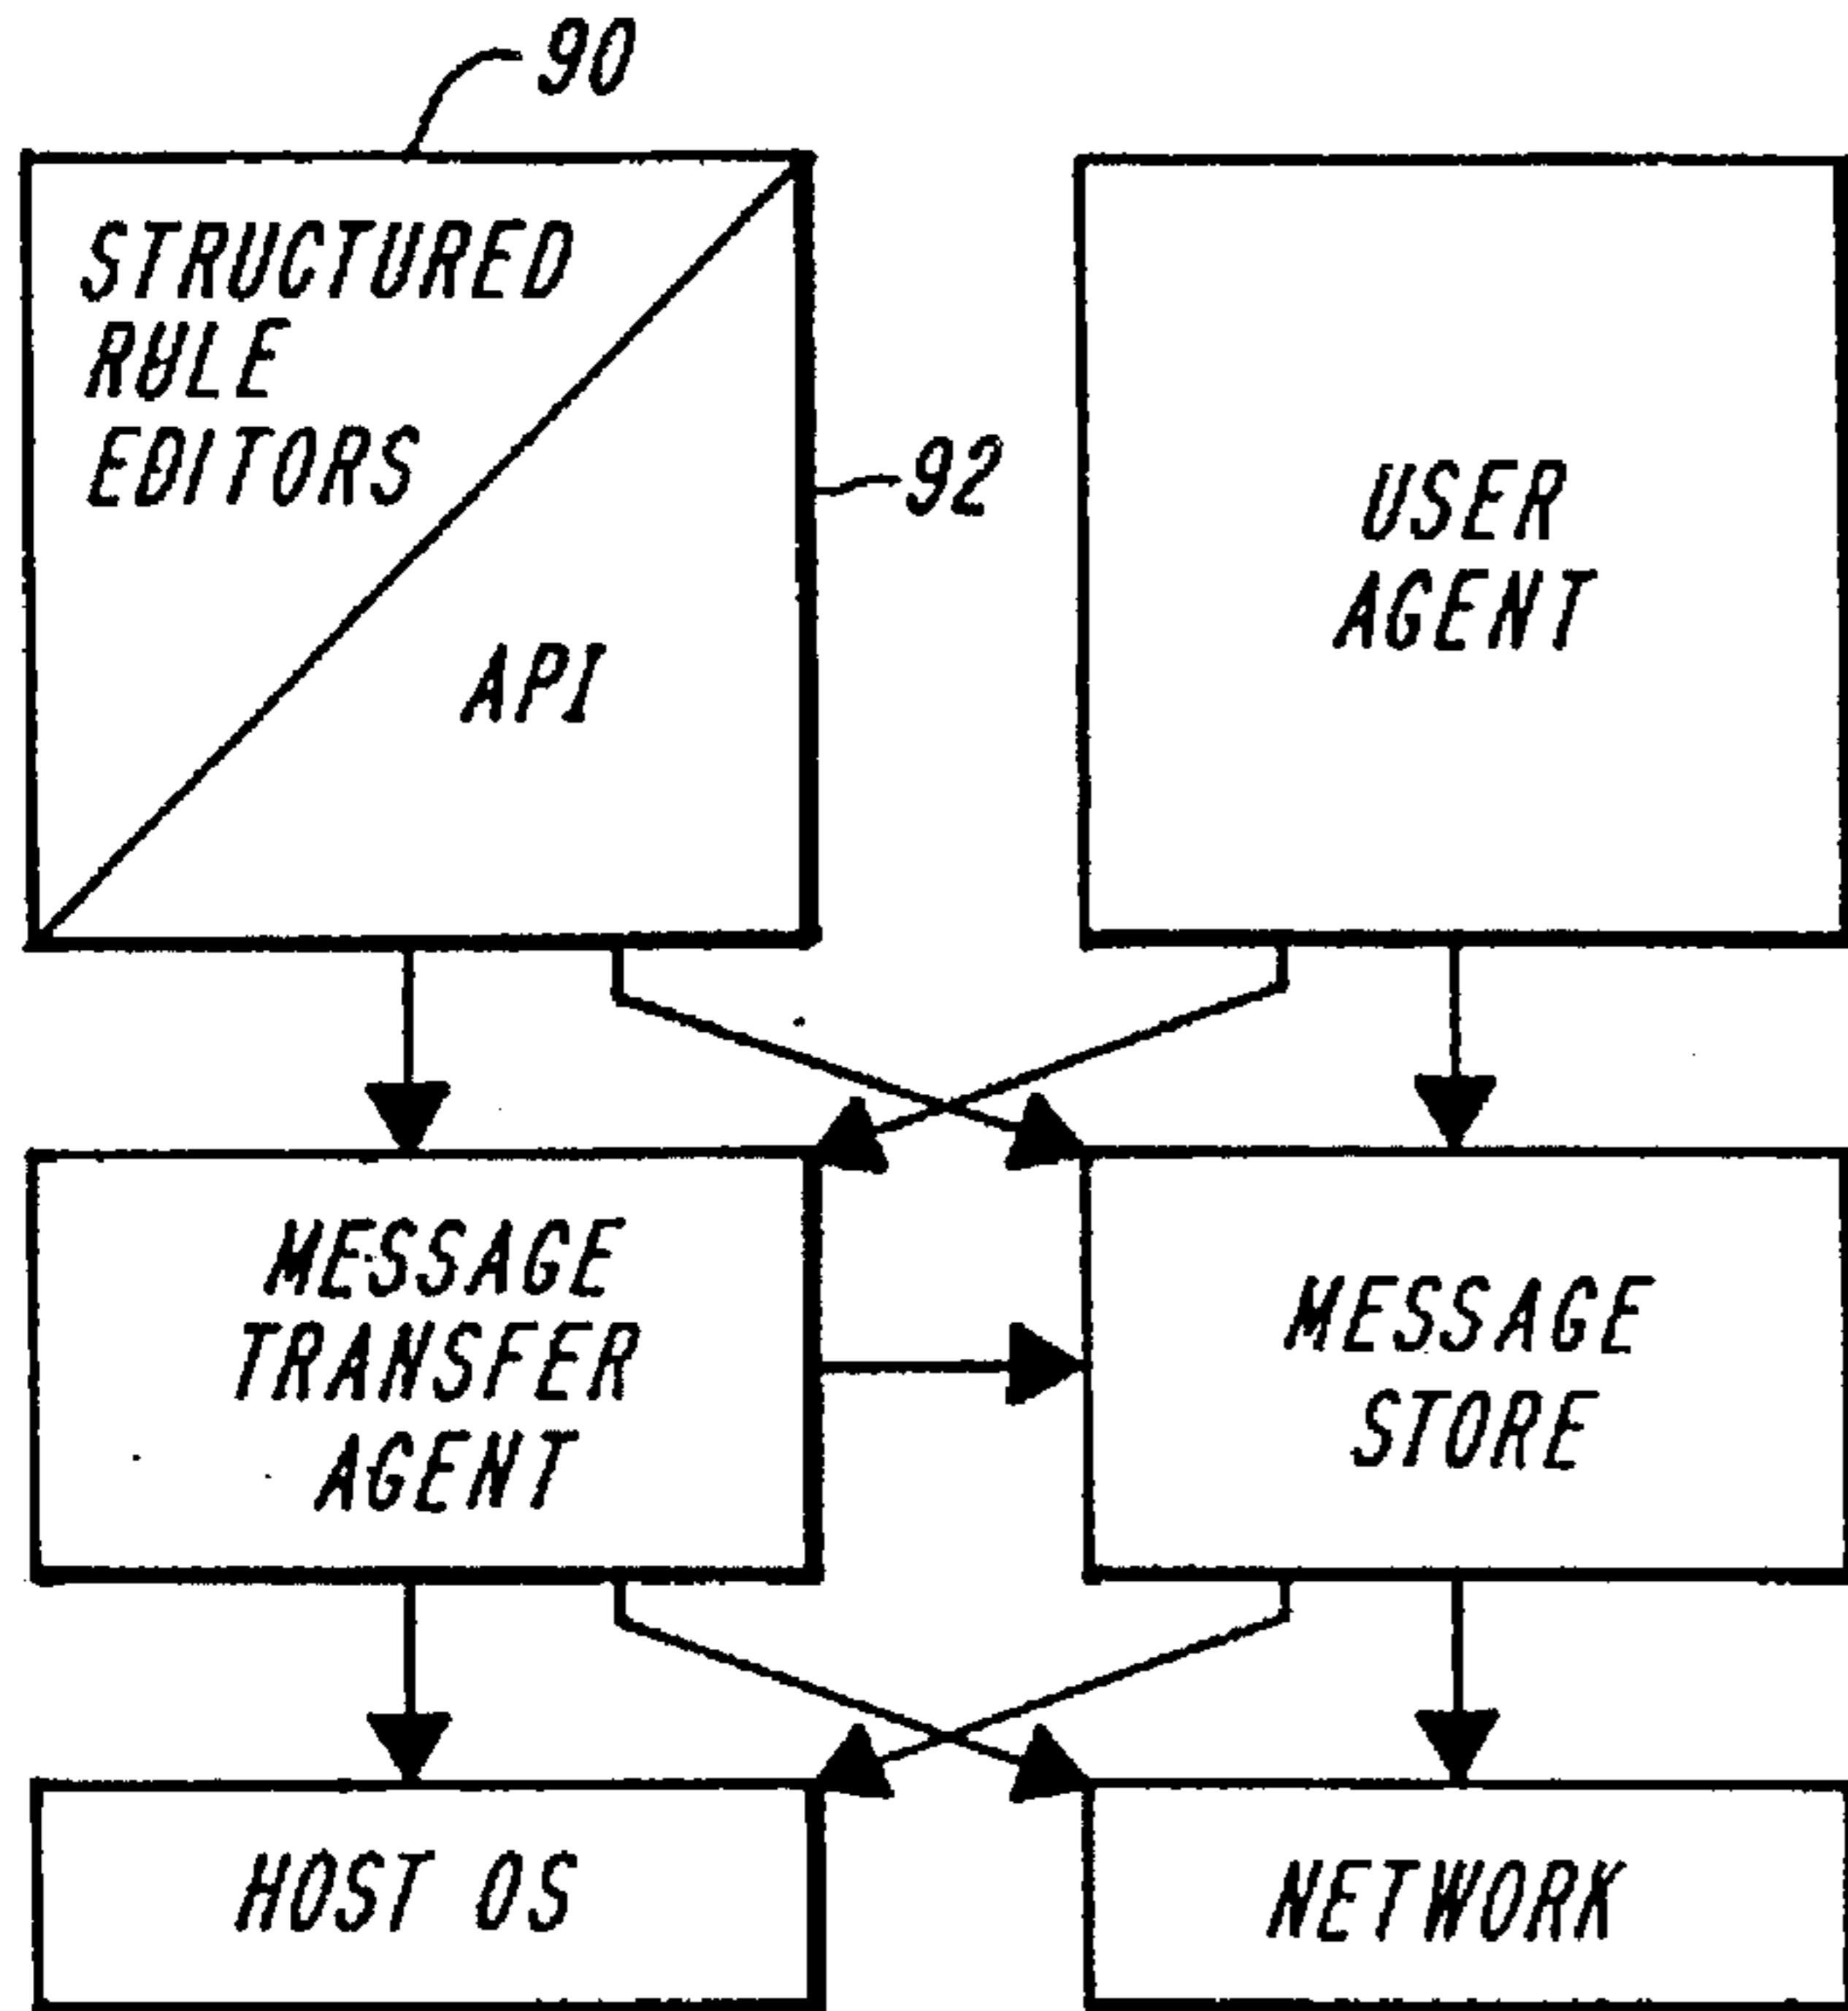 90
STRUCTURED
RULE
EDITORS
92
API
USER
AGENT
MESSAGE
TRANSFER
AGENT
MESSAGE
STORE
HOST OS
NETWORK